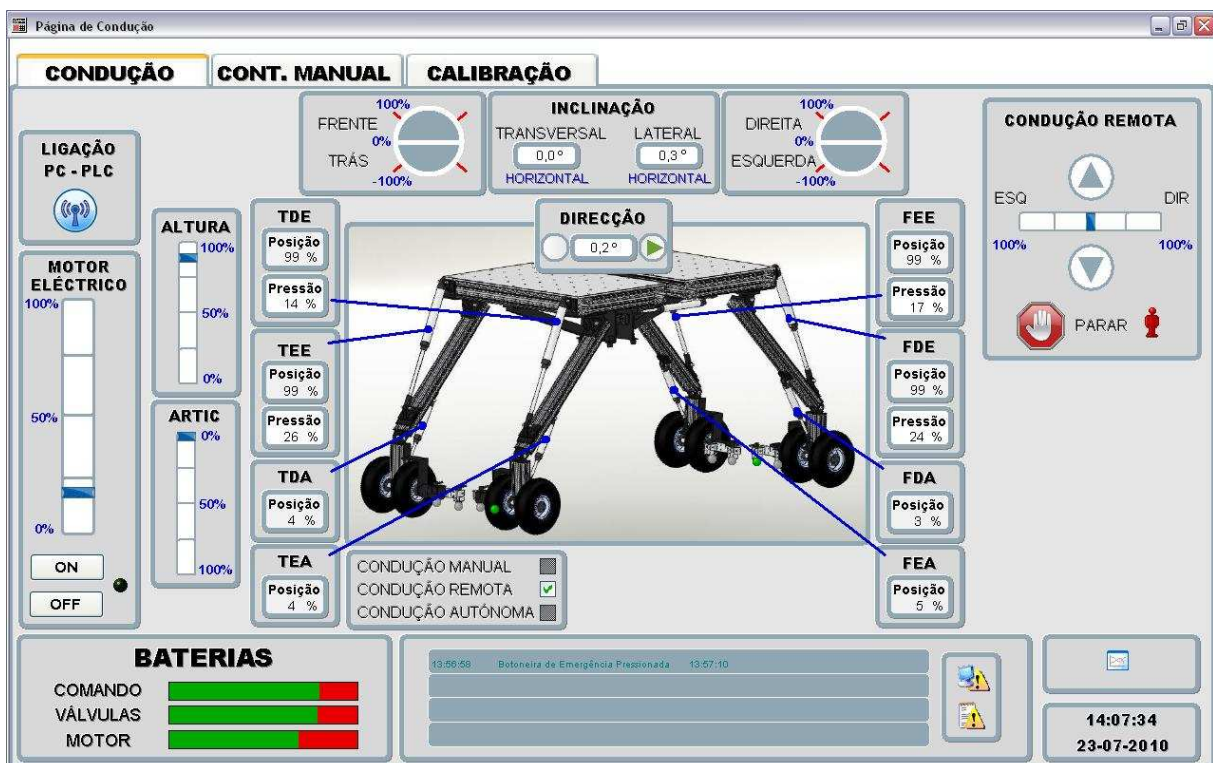 Página de Condução
CONDUÇÃO
CONT. MANUAL
CALIBRAÇÃO
LIGAÇÃO
PC - PLC
MOTOR
ELÉCTRICO
100%
50%
0%
ON
OFF
ALTURA
100%
50%
0%
ARTIC
0%
50%
100%
FRENTE
TRÁS
100%
0%
-100%
INCLINAÇÃO
TRANSVERSAL LATERAL
0,0 º 0,3 º
HORIZONTAL HORIZONTAL
DIREITA
ESQUERDA
100%
0%
-100%
DIRECÇÃO
0,2 º
TDE
Posição
99 %
Pressão
14 %
TEE
Posição
99 %
Pressão
26 %
TDA
Posição
4 %
TEA
Posição
4 %
FEE
Posição
99 %
Pressão
17 %
FDE
Posição
99 %
Pressão
24 %
FDA
Posição
3 %
FEA
Posição
5 %
CONDUÇÃO REMOTA
ESQ DIR
100% 100%
PARAR
CONDUÇÃO MANUAL
CONDUÇÃO REMOTA
CONDUÇÃO AUTÓNOMA
BATERIAS
COMANDO
VÁLVULAS
MOTOR
13:56:58 Botoneira de Emergência Pressionada 13:57:10
14:07:34
23-07-2010